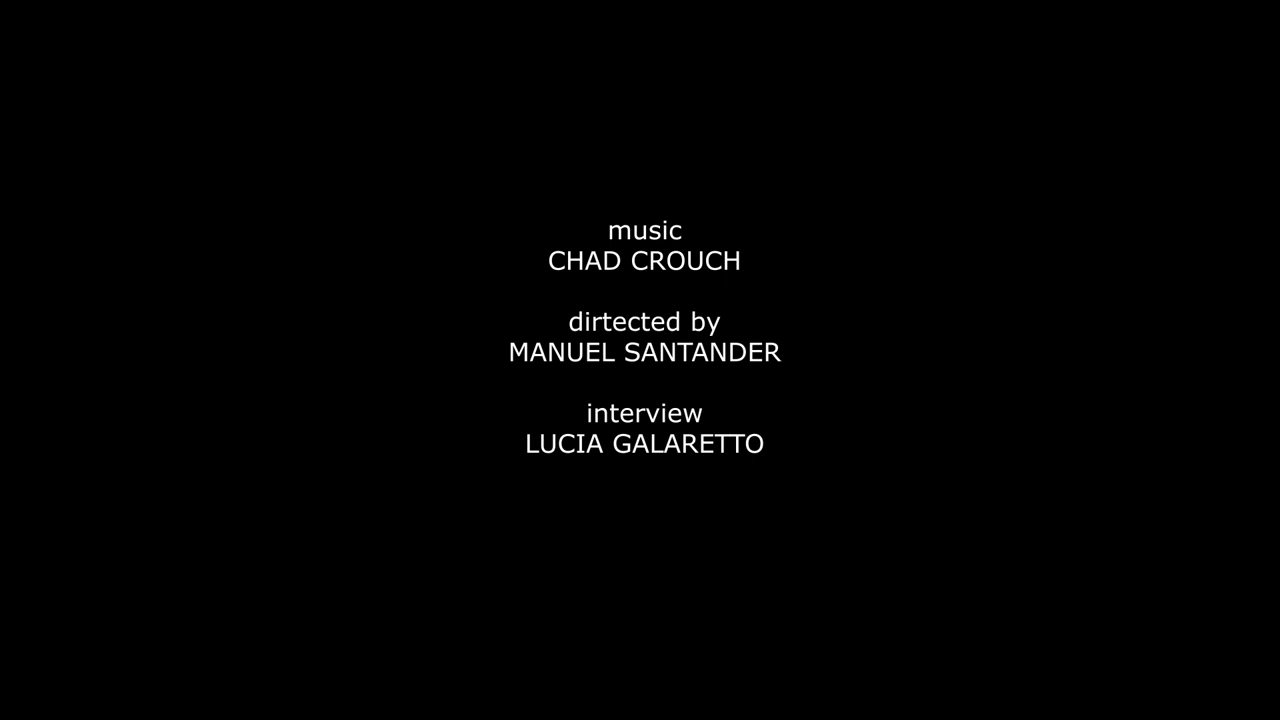 music
CHAD CROUCH
dirtected by
MANUEL SANTANDER
interview
LUCIA GALARETTO